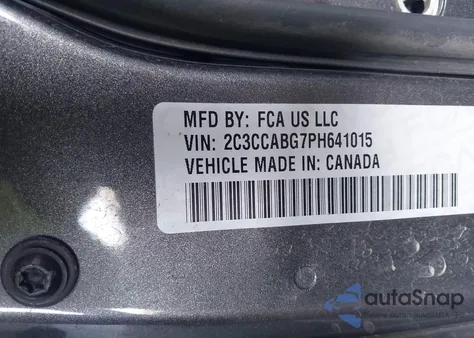 MFD BY: FCA US LLC
VIN: 2C3CCABG7PH641015
VEHICLE MADE IN: CANADA
autoSnap